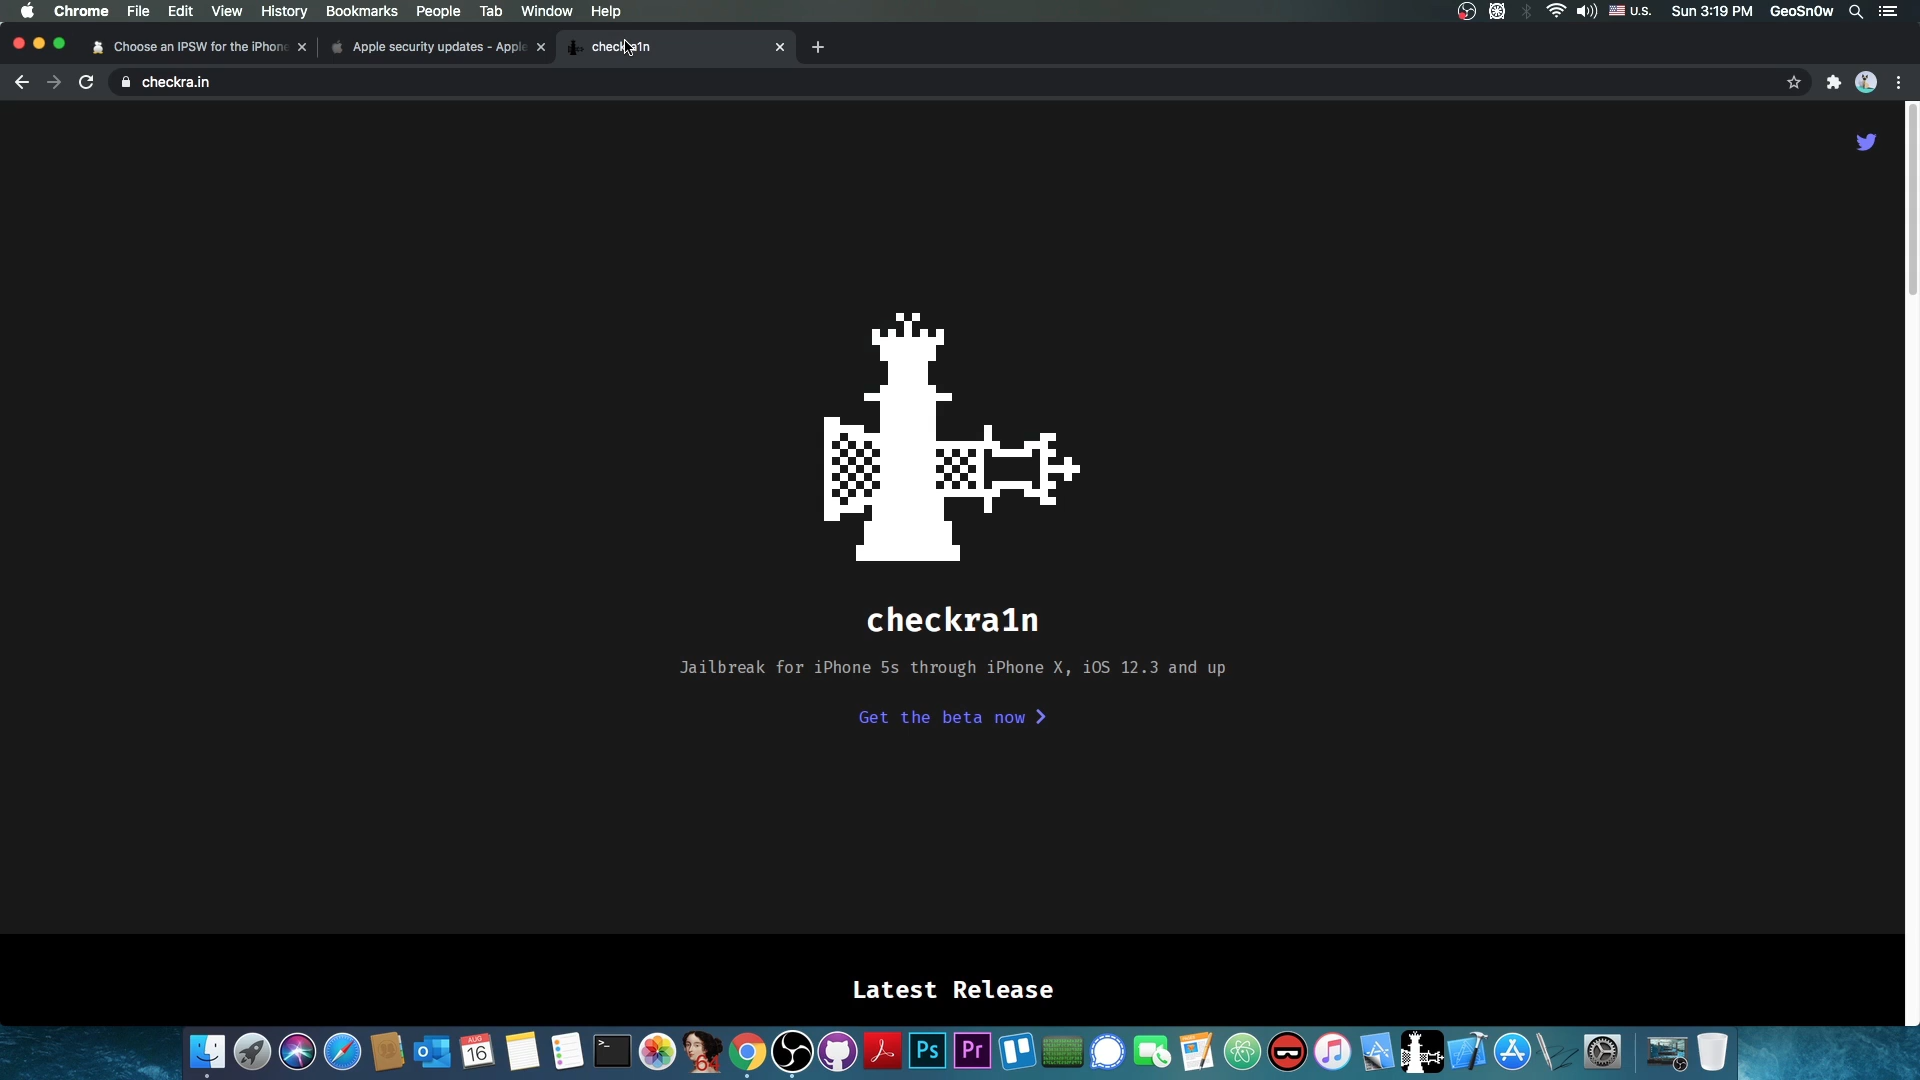 Chrome File Edit View History Bookmarks People Tab Window Help U.S. Sun 3:19 PM GeoSn0w
Choose an IPSW for the iPhone Apple security updates - Apple checkra1n
checkra.in
checkra1n
Jailbreak for iPhone 5s through iPhone X, iOS 12.3 and up
Get the beta now
Latest Release
AUG
16
64
Ps
Pr